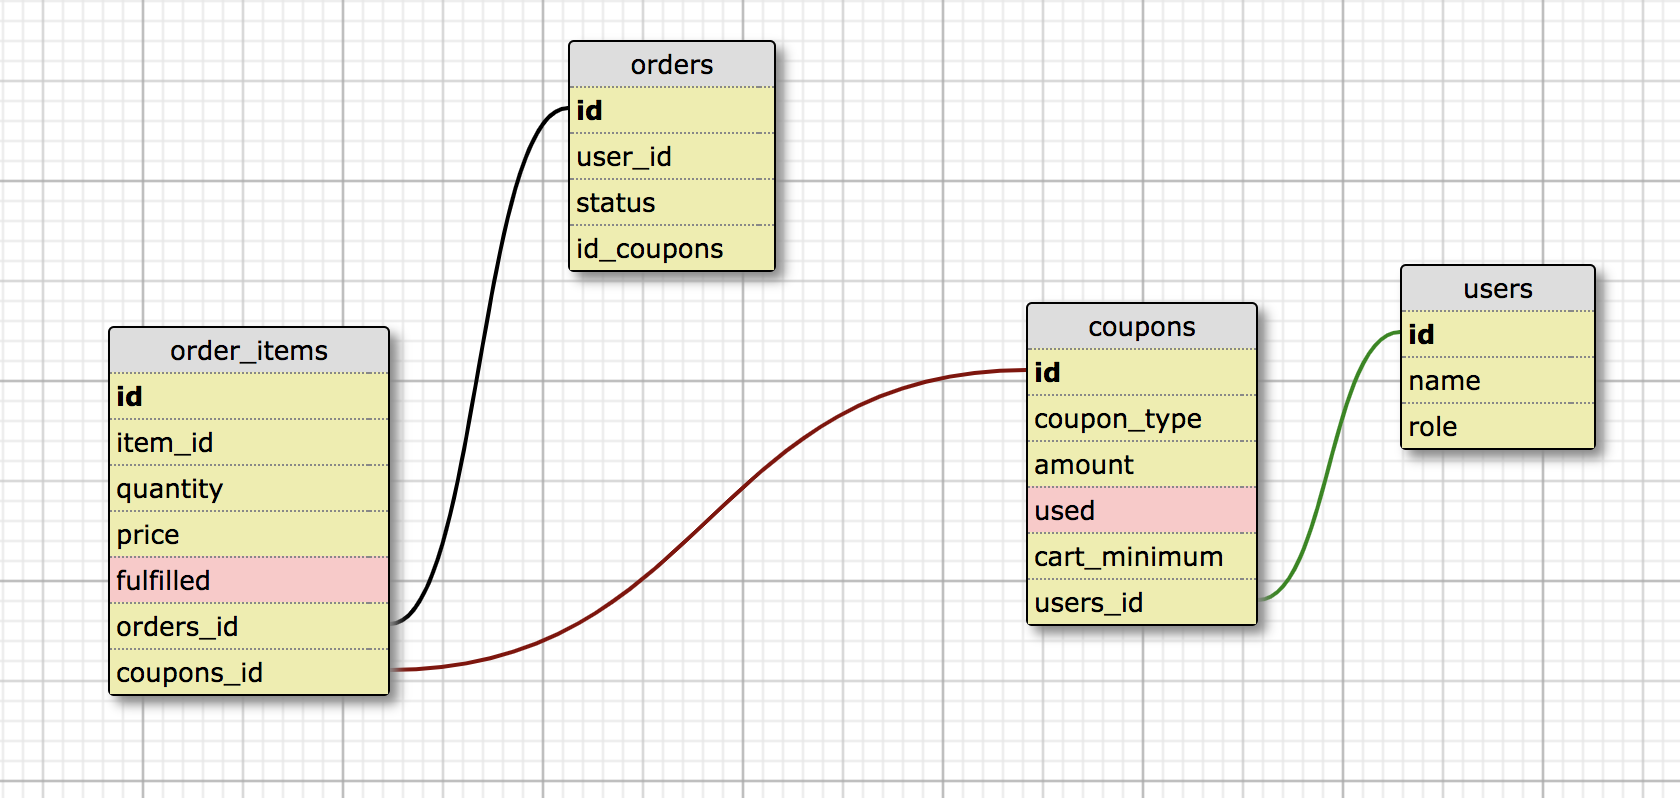 orders
id
user_id
status
id_coupons
order_items
id
item_id
quantity
price
fulfilled
orders_id
coupons_id
coupons
id
coupon_type
amount
used
cart_minimum
users_id
users
id
name
role